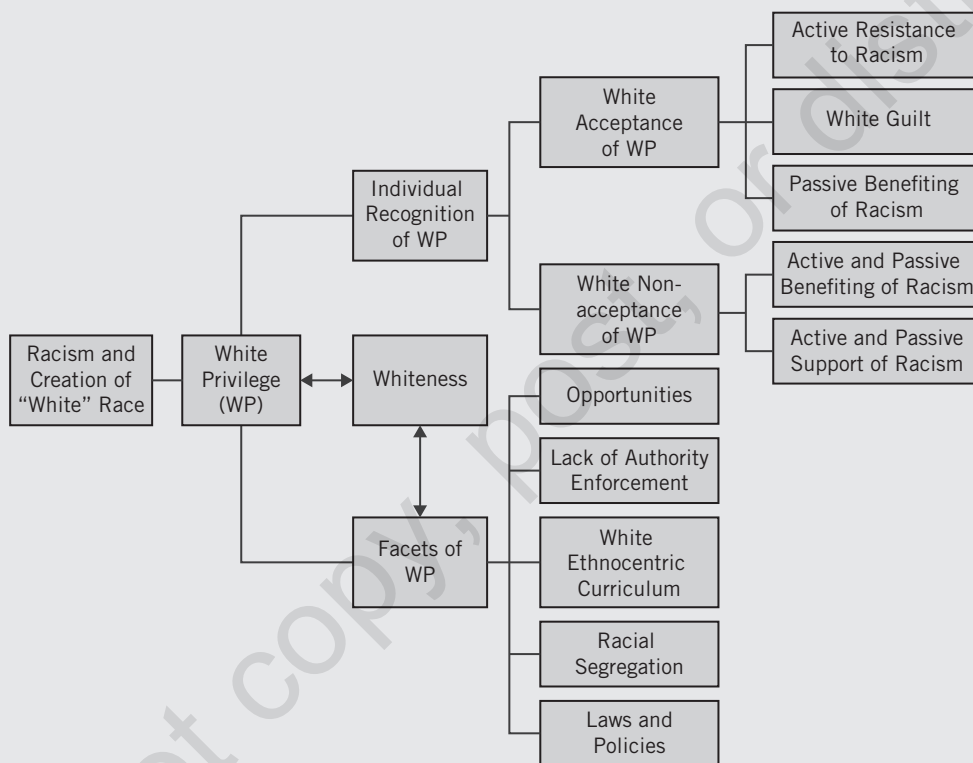 Active Resistance
to Racism
White
Acceptance
of WP
White Guilt
Individual
Recognition
of WP
Passive Benefiting
of Racism
White Non-
acceptance
of WP
Active and Passive
Benefiting of Racism
Active and Passive
Support of Racism
Racism and
Creation of
“White” Race
White
Privilege
(WP)
Whiteness
Opportunities
Lack of Authority
Enforcement
Facets of
WP
White
Ethnocentric
Curriculum
Racial
Segregation
Laws and
Policies
copy, post, or